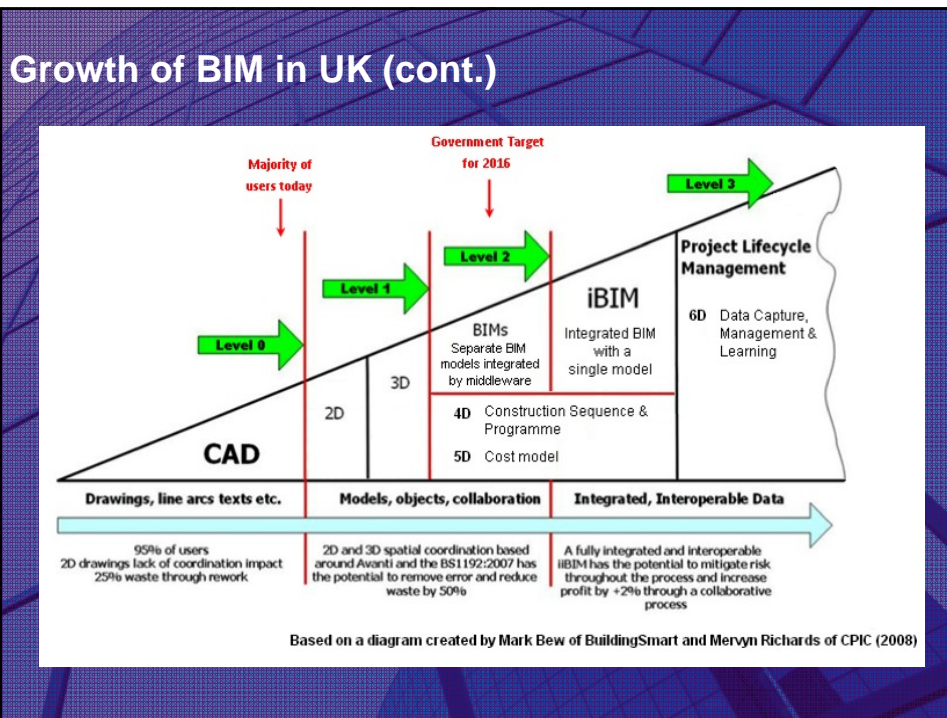 Growth of BIM in UK (cont.)
Government Target
for 2016
Majority of
users today
Level 3
Level 2
Level 1
Level 0
Project Lifecycle
Management
6D Data Capture,
Management &
Learning
iBIM
Integrated BIM
with a
single model
BIMs
Separate BIM
models integrated
by middleware
3D
2D
4D Construction Sequence &
Programme
5D Cost model
CAD
Drawings, line arcs texts etc.
Models, objects, collaboration
Integrated, Interoperable Data
95% of users
2D drawings lack of coordination impact
25% waste through rework
2D and 3D spatial coordination based
around Avanti and the BS1192:2007 has
the potential to remove error and reduce
waste by 50%
A fully integrated and interoperable
iiBIM has the potential to mitigate risk
throughout the process and increase
profit by +2% through a collaborative
process
Based on a diagram created by Mark Bew of BuildingSmart and Mervyn Richards of CPIC (2008)